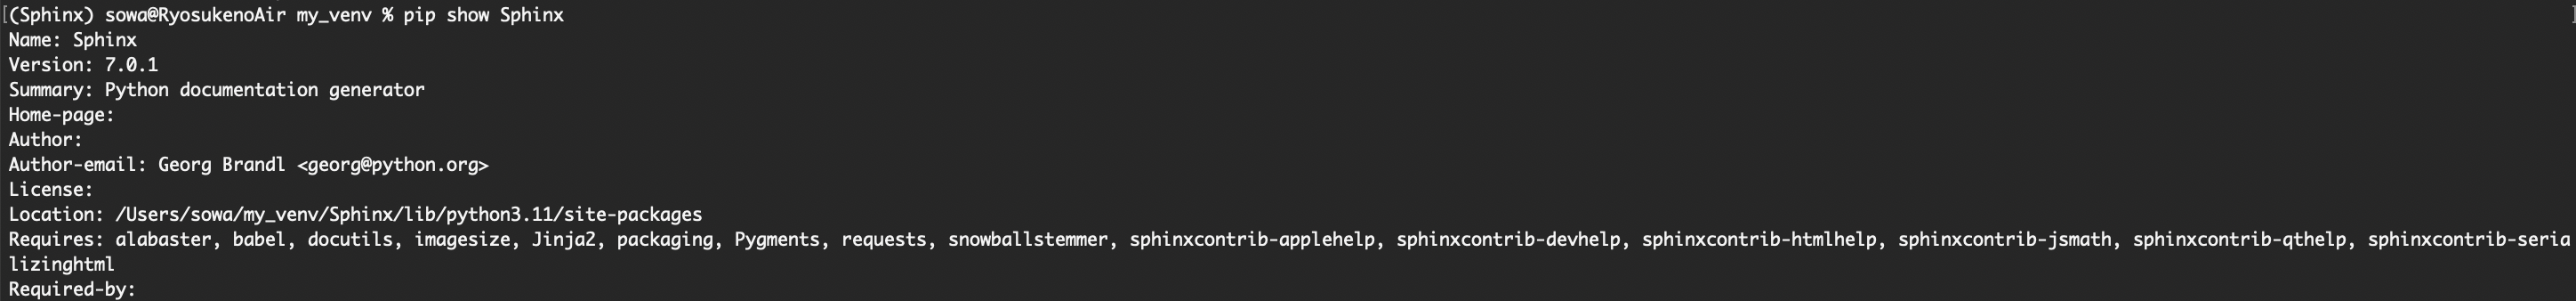 [(Sphinx) sowa@RyosukenoAir my_venv % pip show Sphinx ]
Name: Sphinx
Version: 7.0.1
Summary: Python documentation generator
Home-page:
Author:
Author-email: Georg Brandl <georg@python.org>
License:
Location: /Users/sowa/my_venv/Sphinx/lib/python3.11/site-packages
Requires: alabaster, babel, docutils, imagesize, Jinja2, packaging, Pygments, requests, snowballstemmer, sphinxcontrib-applehelp, sphinxcontrib-devhelp, sphinxcontrib-htmlhelp, sphinxcontrib-jsmath, sphinxcontrib-qthelp, sphinxcontrib-seria
lizinghtml
Required-by: